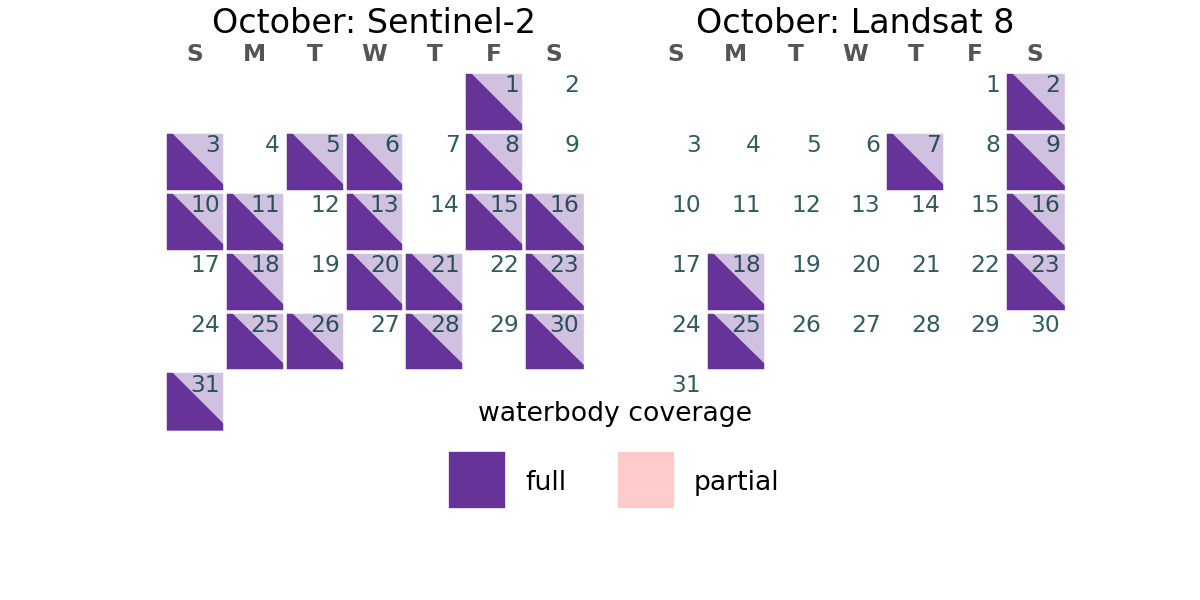 October: Sentinel-2
S M T W T F S
1 2
3 4 5 6 7 8 9
10 11 12 13 14 15 16
17 18 19 20 21 22 23
24 25 26 27 28 29 30
31
October: Landsat 8
S M T W T F S
1 2
3 4 5 6 7 8 9
10 11 12 13 14 15 16
17 18 19 20 21 22 23
24 25 26 27 28 29 30
31
waterbody coverage
full partial